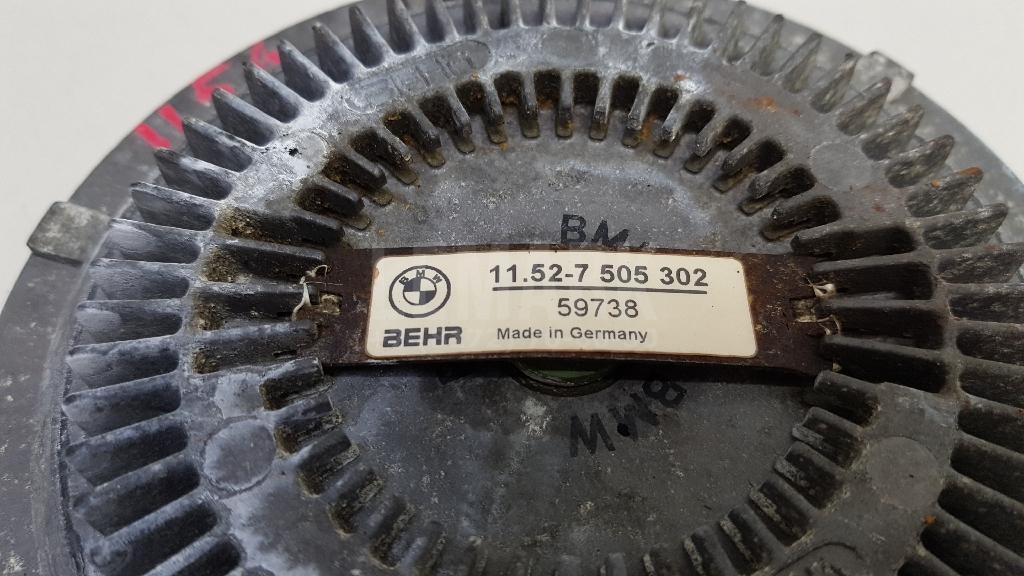 BMW
11.52-7 505 302
59738
BEHR
Made in Germany
BMW